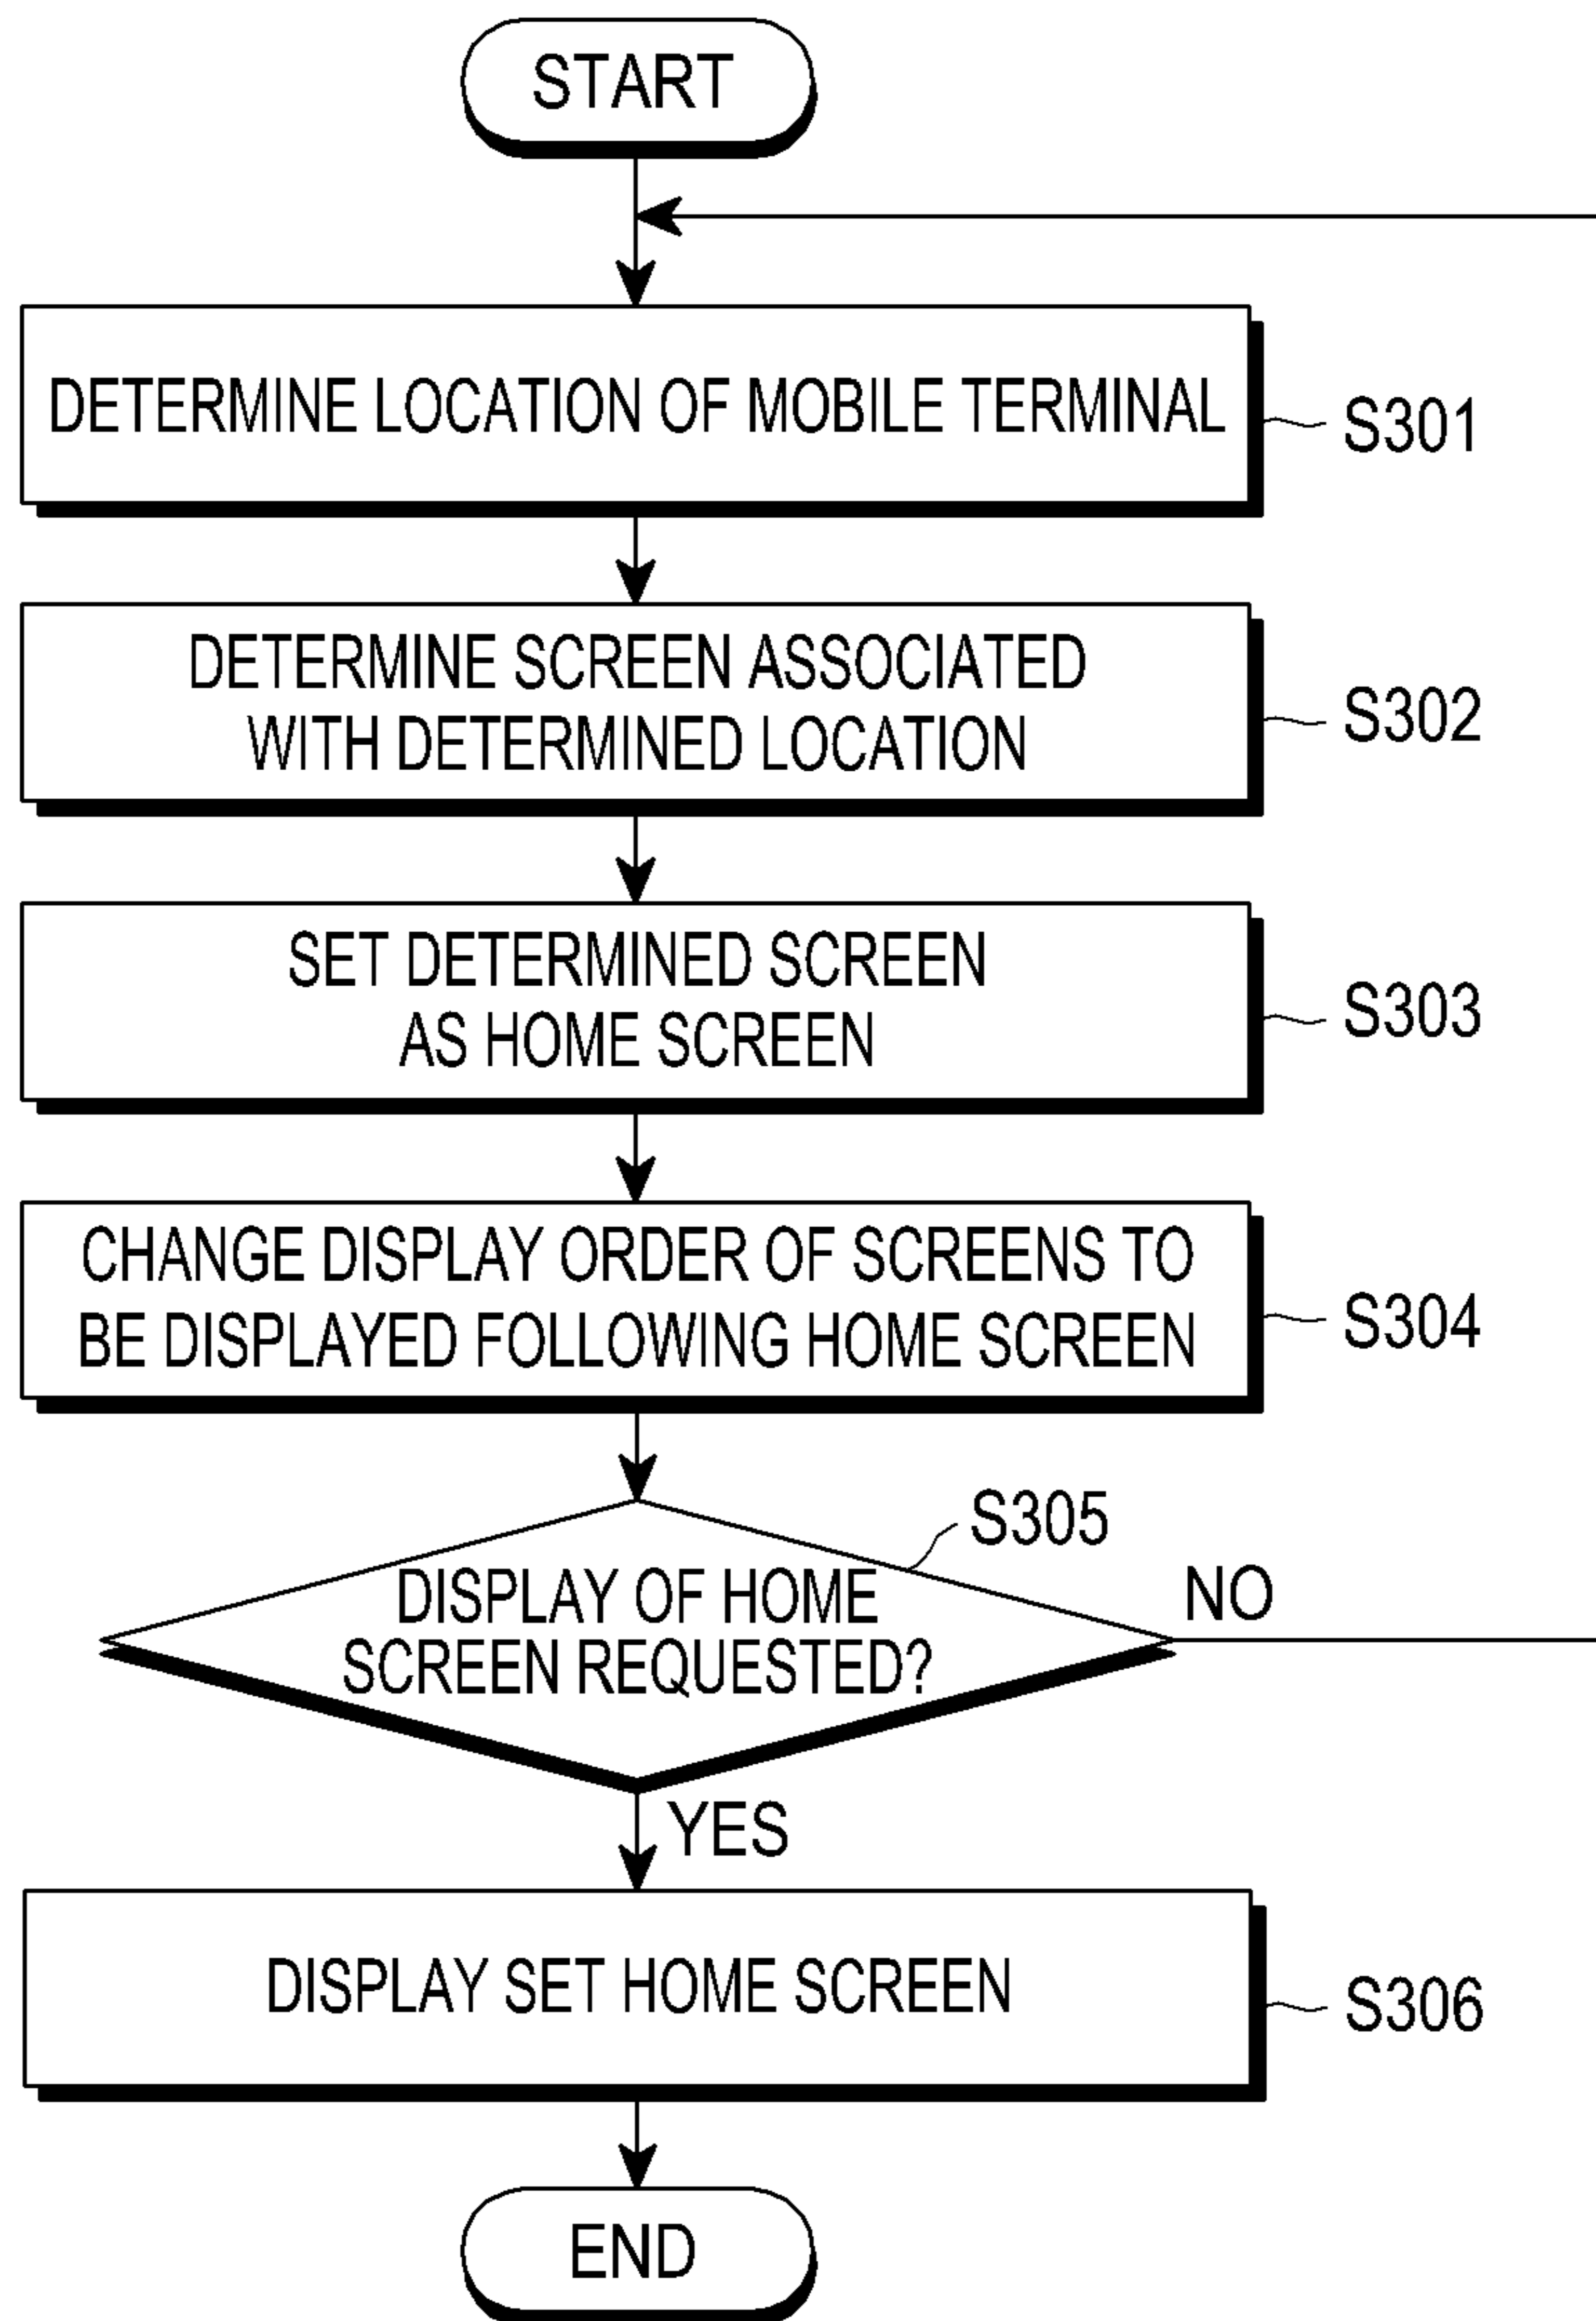 START
DETERMINE LOCATION OF MOBILE TERMINAL
S301
DETERMINE SCREEN ASSOCIATED
WITH DETERMINED LOCATION
S302
SET DETERMINED SCREEN
AS HOME SCREEN
S303
CHANGE DISPLAY ORDER OF SCREENS TO
BE DISPLAYED FOLLOWING HOME SCREEN
S304
S305
DISPLAY OF HOME
SCREEN REQUESTED?
NO
YES
DISPLAY SET HOME SCREEN
S306
END